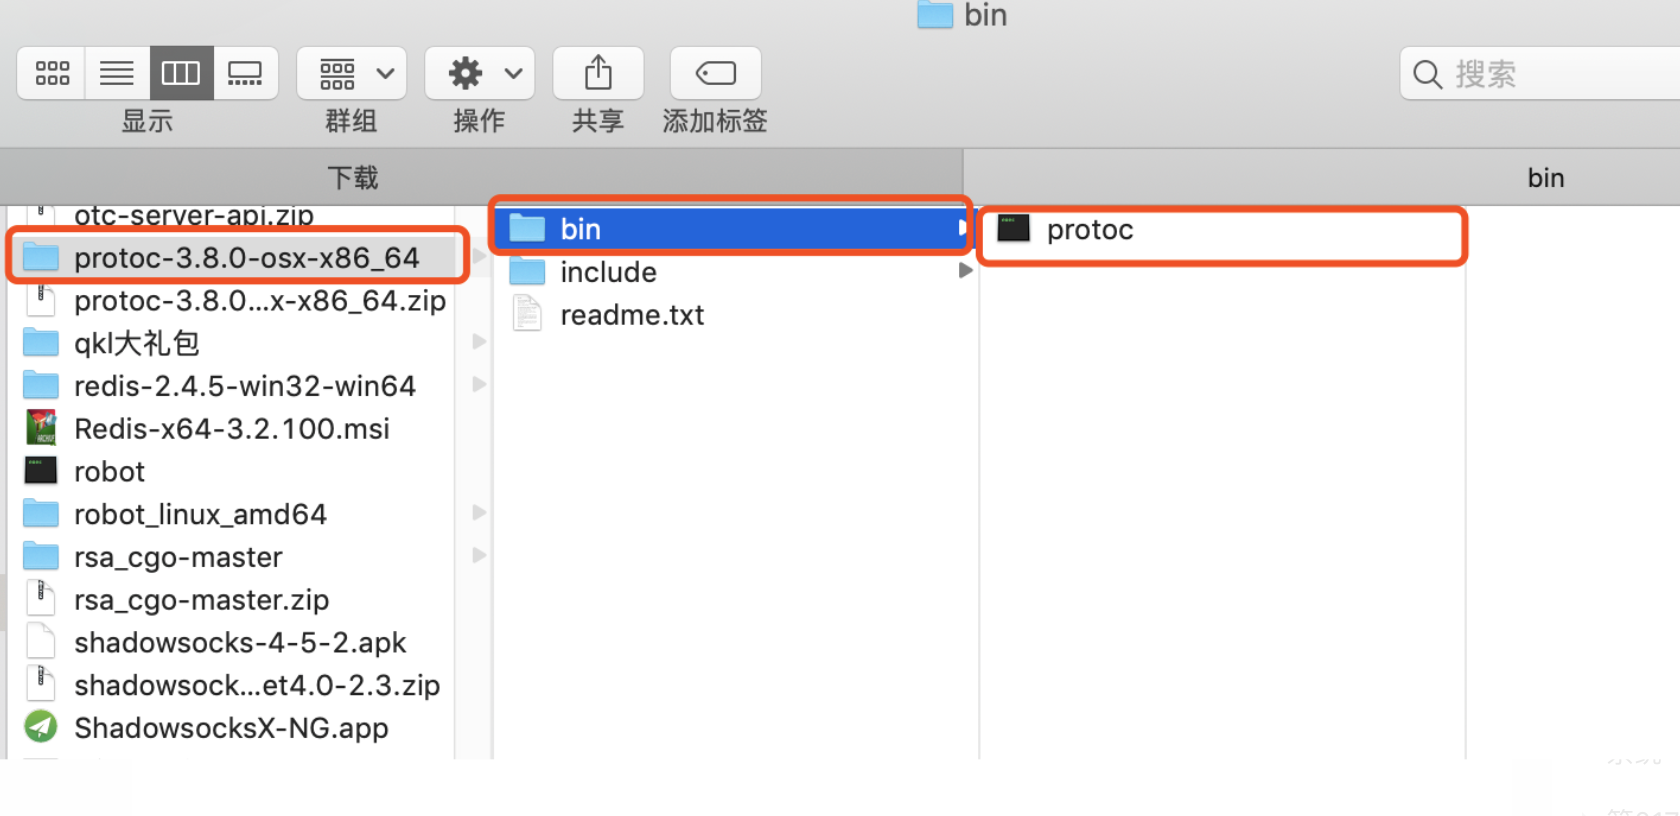 bin
搜索
显示
群组
操作
共享
添加标签
下载
bin
otc-server-api.zip
protoc-3.8.0-osx-x86_64
protoc-3.8.0...x-x86_64.zip
qkl大礼包
redis-2.4.5-win32-win64
Redis-x64-3.2.100.msi
robot
robot_linux_amd64
rsa_cgo-master
rsa_cgo-master.zip
shadowsocks-4-5-2.apk
shadowsock...et4.0-2.3.zip
ShadowsocksX-NG.app
bin
include
readme.txt
protoc